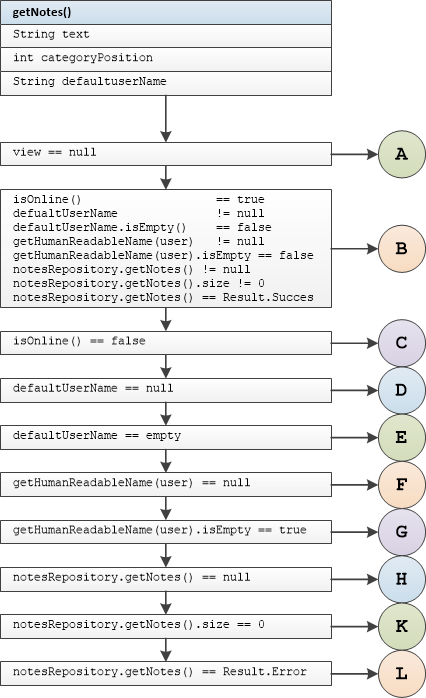 getNotes()
String text
int categoryPosition
String defaultuserName
view == null
A
isOnline() == true
defualtUserName != null
defaultUserName.isEmpty() == false
getHumanReadableName(user) != null
getHumanReadableName(user).isEmpty == false
notesRepository.getNotes() != null
notesRepository.getNotes().size != 0
notesRepository.getNotes() == Result.Succes
B
isOnline() == false
C
defaultUserName == null
D
defaultUserName == empty
E
getHumanReadableName(user) == null
F
getHumanReadableName(user).isEmpty == true
G
notesRepository.getNotes() == null
H
notesRepository.getNotes().size == 0
K
notesRepository.getNotes() == Result.Error
L